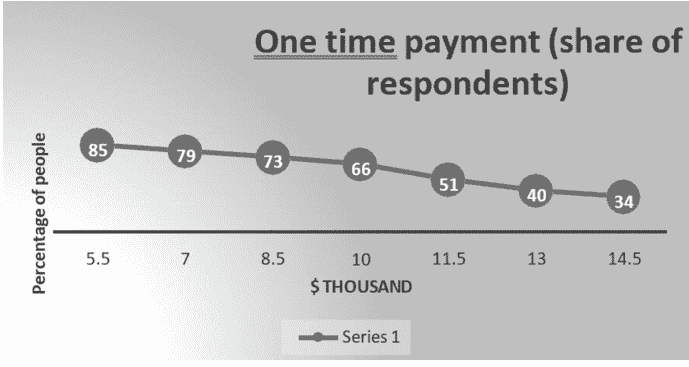 One time payment (share of
respondents)
Percentage of people
85 79 73 66 51 40 34
5.5 7 8.5 10 11.5 13 14.5
$ THOUSAND
Series 1